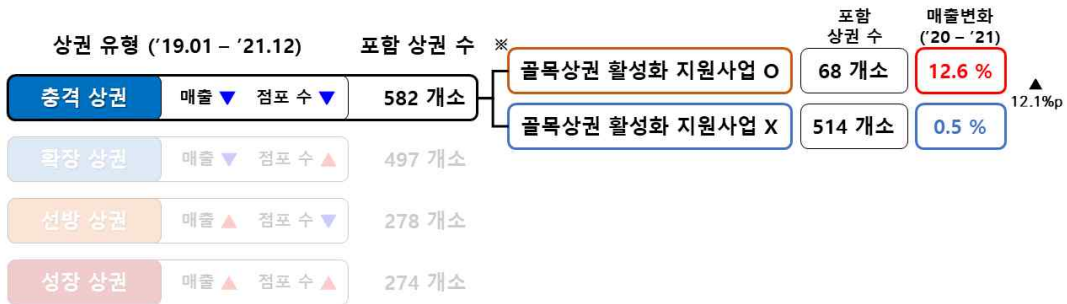 상권 유형 (’19.01 – ’21.12) 포함 상권 수 ※ 포함 상권 수 매출변화 (’20 – ’21)
충격 상권 매출 ▼ 점포 수 ▼ 582 개소
골목상권 활성화 지원사업 O 68 개소 12.6 %
골목상권 활성화 지원사업 X 514 개소 0.5 %
▲
12.1%p
확장 상권 매출 ▼ 점포 수 ▲ 497 개소
선방 상권 매출 ▲ 점포 수 ▼ 278 개소
성장 상권 매출 ▲ 점포 수 ▲ 274 개소